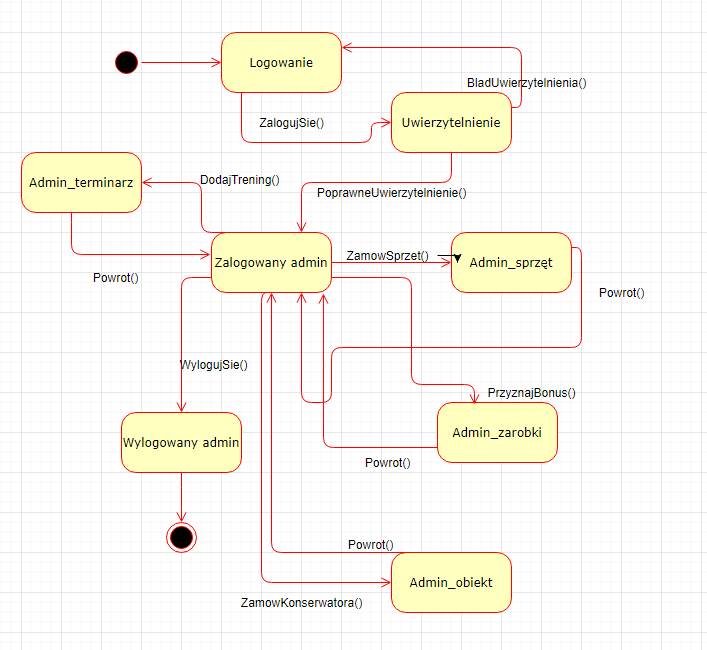 Logowanie
BladUwierzytelnienia()
ZalogujSie()
Uwierzytelnienie
Admin_terminarz
DodajTrening()
PoprawneUwierzytelnienie()
Zalogowany admin
ZamowSprzet()
Admin_sprzęt
Powrot()
Powrot()
WylogujSie()
PrzyznajBonus()
Wylogowany admin
Admin_zarobki
Powrot()
Powrot()
Admin_obiekt
ZamowKonserwatora()